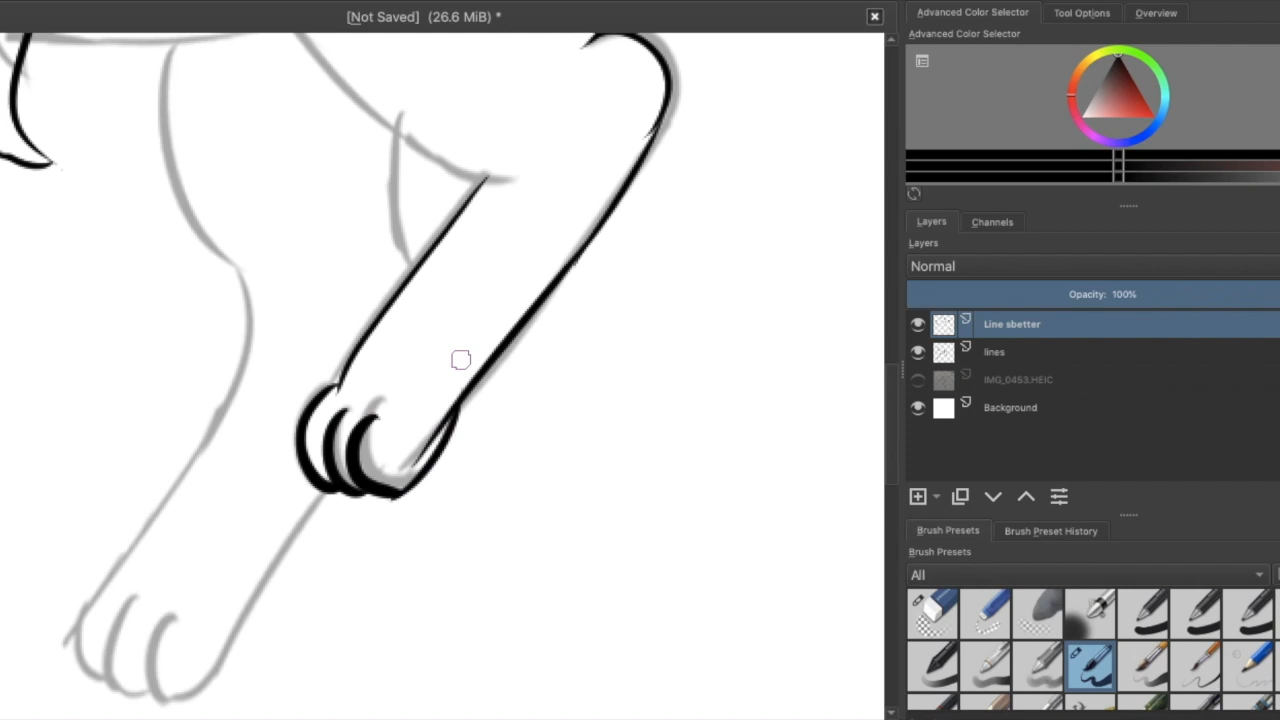 [Not Saved] (26.6 MiB) *
Advanced Color Selector
Tool Options
Overview
Advanced Color Selector
Layers
Channels
Layers
Normal
Opacity: 100%
Line sbetter
lines
IMG_0453.HEIC
Background
Brush Presets
Brush Preset History
Brush Presets
All